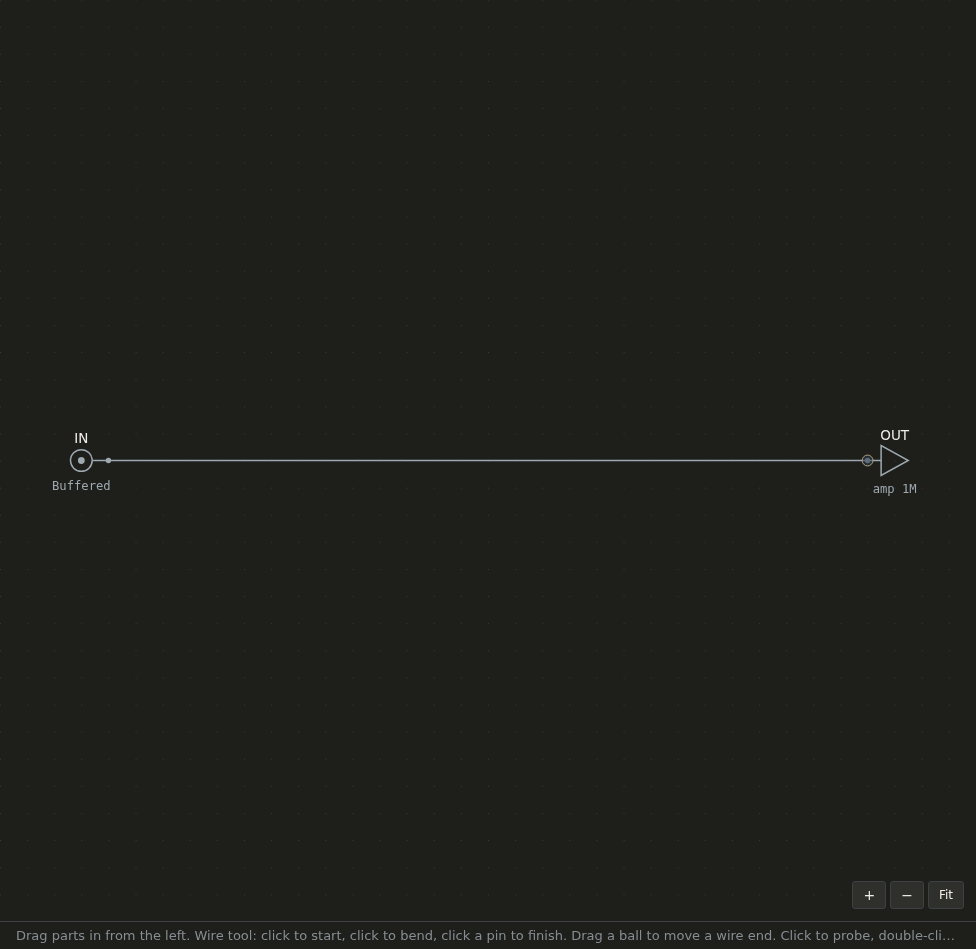 IN
Buffered
OUT
amp 1M
+
−
Fit
Drag parts in from the left. Wire tool: click to start, click to bend, click a pin to finish. Drag a ball to move a wire end. Click to probe, double-cli...